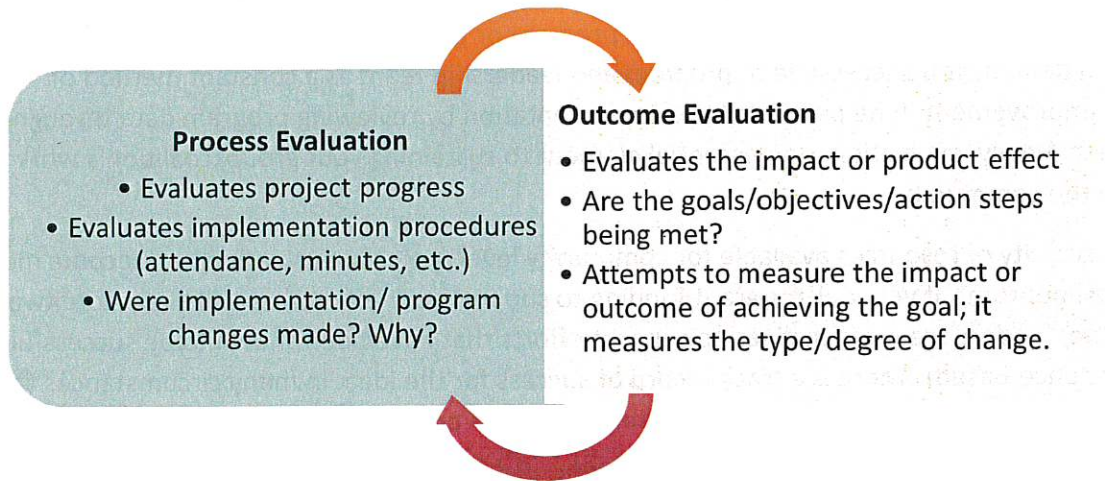 Process Evaluation
• Evaluates project progress
• Evaluates implementation procedures
(attendance, minutes, etc.)
• Were implementation/ program
changes made? Why?
Outcome Evaluation
• Evaluates the impact or product effect
• Are the goals/objectives/action steps
being met?
• Attempts to measure the impact or
outcome of achieving the goal; it
measures the type/degree of change.